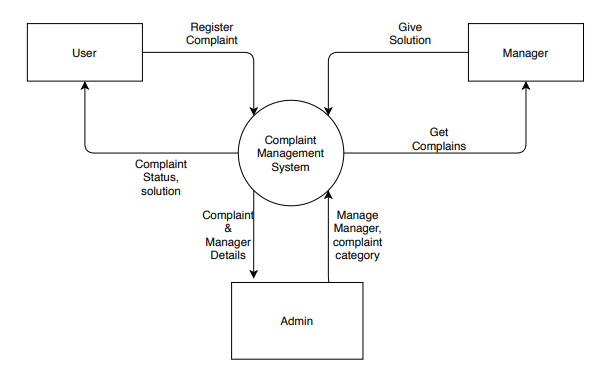 Register
Complaint
Give
Solution
User
Manager
Complaint
Management
System
Get
Complains
Complaint
Status,
solution
Complaint
&
Manager
Details
Manage
Manager,
complaint
category
Admin